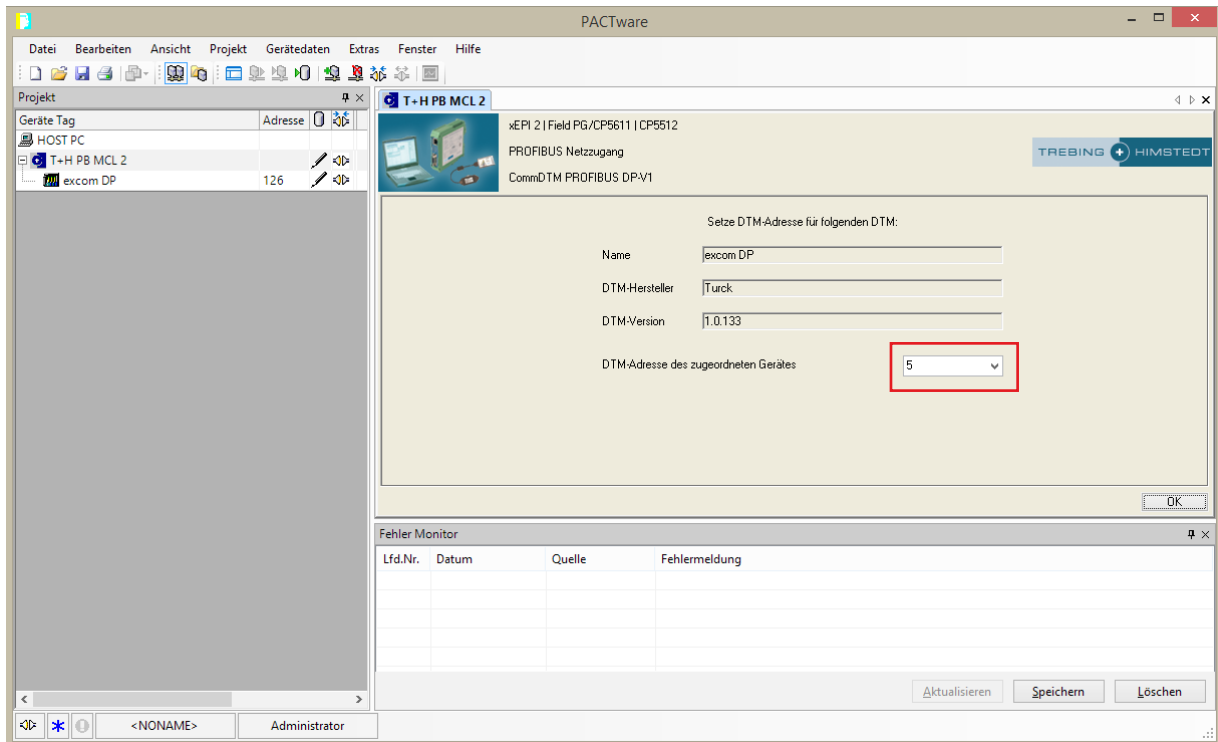 PACTware
Datei Bearbeiten Ansicht Projekt Gerätedaten Extras Fenster Hilfe
Projekt
Geräte Tag Adresse
HOST PC
T+H PB MCL 2
excom DP 126
T+H PB MCL 2
xEPI 2 | Field PG/CP5611 | CP5512
PROFIBUS Netzzugang
CommDTM PROFIBUS DP-V1
TREBING + HIMSTEDT
Setze DTM-Adresse für folgenden DTM:
Name excom DP
DTM-Hersteller Turck
DTM-Version 1.0.133
DTM-Adresse des zugeordneten Gerätes 5
OK
Fehler Monitor
Lfd.Nr. Datum Quelle Fehlermeldung
Aktualisieren Speichern Löschen
<NONAME> Administrator